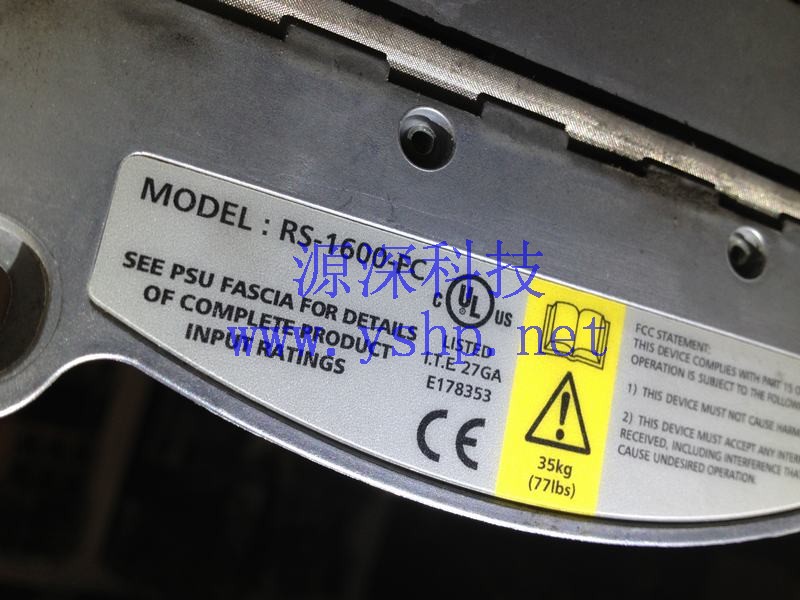 MODEL : RS-1600-FC
SEE PSU FASCIA FOR DETAILS
OF COMPLETE PRODUCT
INPUT RATINGS
C UL US
LISTED
I.T.E-27GA
E178353
CE
35kg
(77lbs)
FCC STATEMENT:
THIS DEVICE COMPLIES WITH PART 15
OPERATION IS SUBJECT TO THE
1) THIS DEVICE MUST NOT CAUSE
2) THIS DEVICE MUST ACCEPT ANY
RECEIVED, INCLUDING INTERFERENCE
CAUSE UNDESIRED OPERATION.
源深科技
www.yshp.net